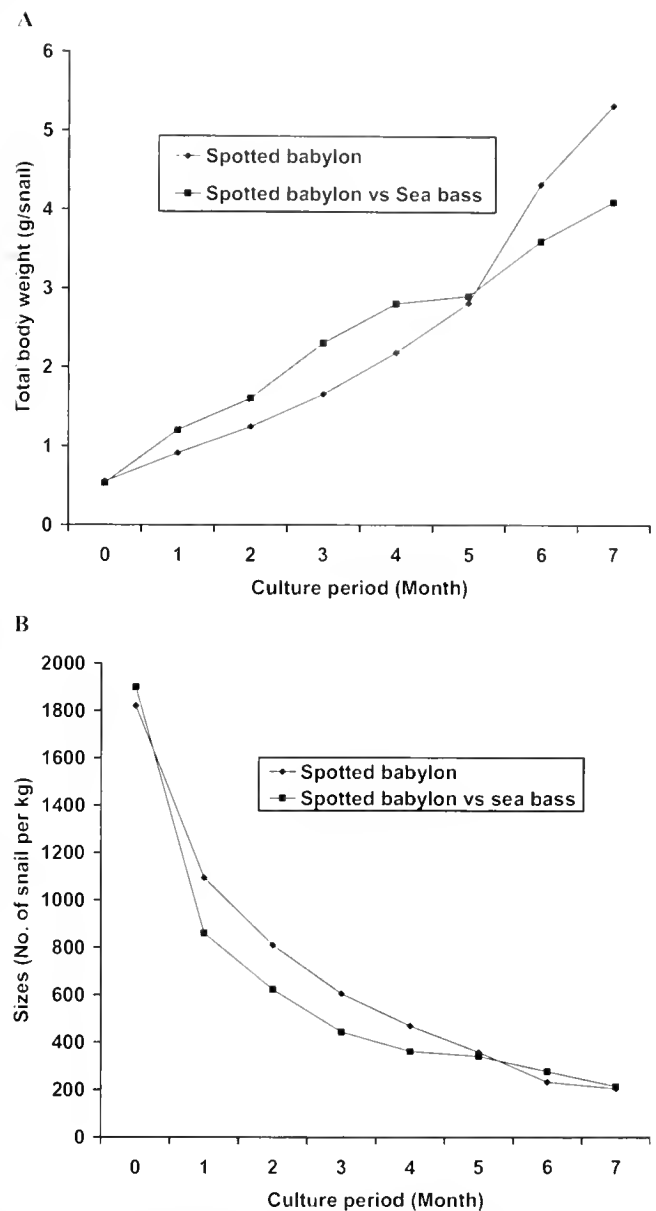 A
6
5
4
3
2
1
0
Total body weight (g/snail)
Spotted babylon
Spotted babylon vs Sea bass
0 1 2 3 4 5 6 7
Culture period (Month)
B
2000
1800
1600
1400
1200
1000
800
600
400
200
0
Sizes (No. of snail per kg)
Spotted babylon
Spotted babylon vs sea bass
0 1 2 3 4 5 6 7
Culture period (Month)